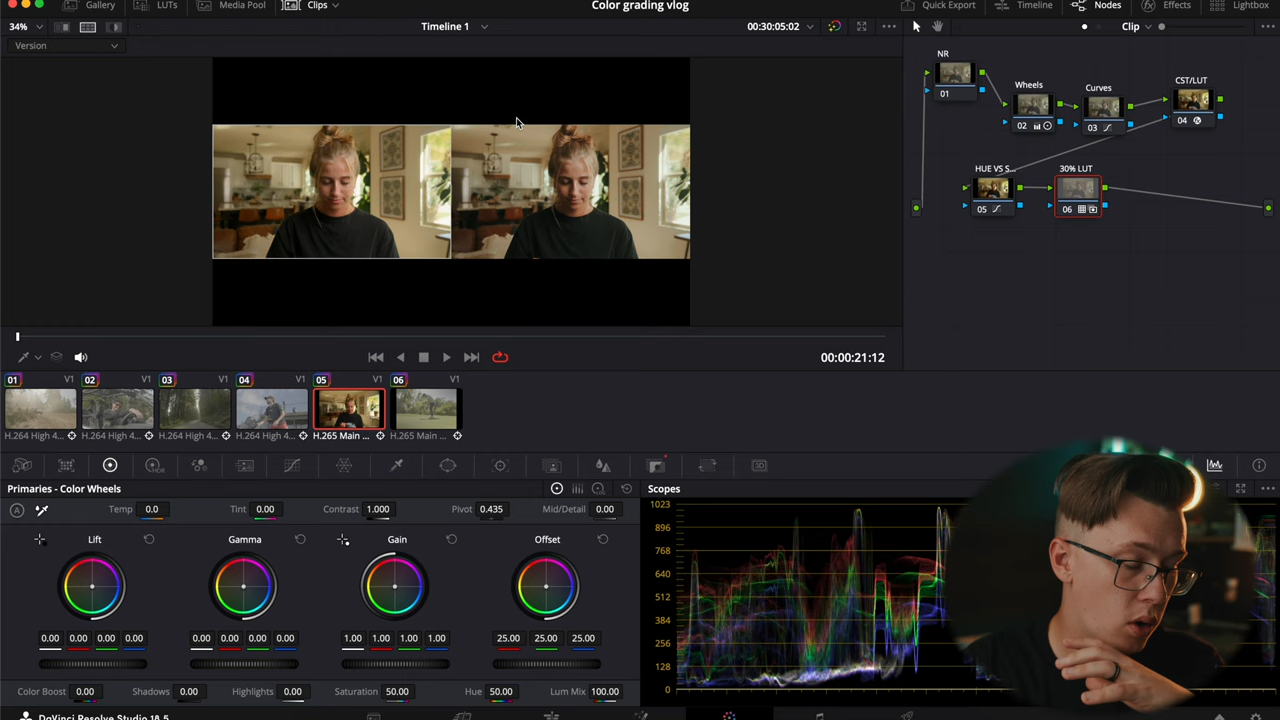 Gallery LUTs Media Pool Clips Color grading vlog Quick Export Timeline Nodes Effects Lightbox
34% Timeline 1 00:30:05:02 Clip
Version
NR
01
Wheels
02
Curves
03
CST/LUT
04
HUE VS S...
05
30% LUT
06
00:00:21:12
01 V1 02 V1 03 V1 04 V1 05 V1 06 V1
H.264 High 4... H.264 High 4... H.264 High 4... H.264 High 4... H.265 Main ... H.265 Main ...
Primaries - Color Wheels
Temp 0.0 Tint 0.00 Contrast 1.000 Pivot 0.435 Mid/Detail 0.00
Lift Gamma Gain Offset
0.00 0.00 0.00 0.00 0.00 0.00 0.00 0.00 1.00 1.00 1.00 1.00 25.00 25.00 25.00
Color Boost 0.00 Shadows 0.00 Highlights 0.00 Saturation 50.00 Hue 50.00 Lum Mix 100.00
Scopes
1023
896
768
640
512
384
256
128
0
DaVinci Resolve Studio 18.5